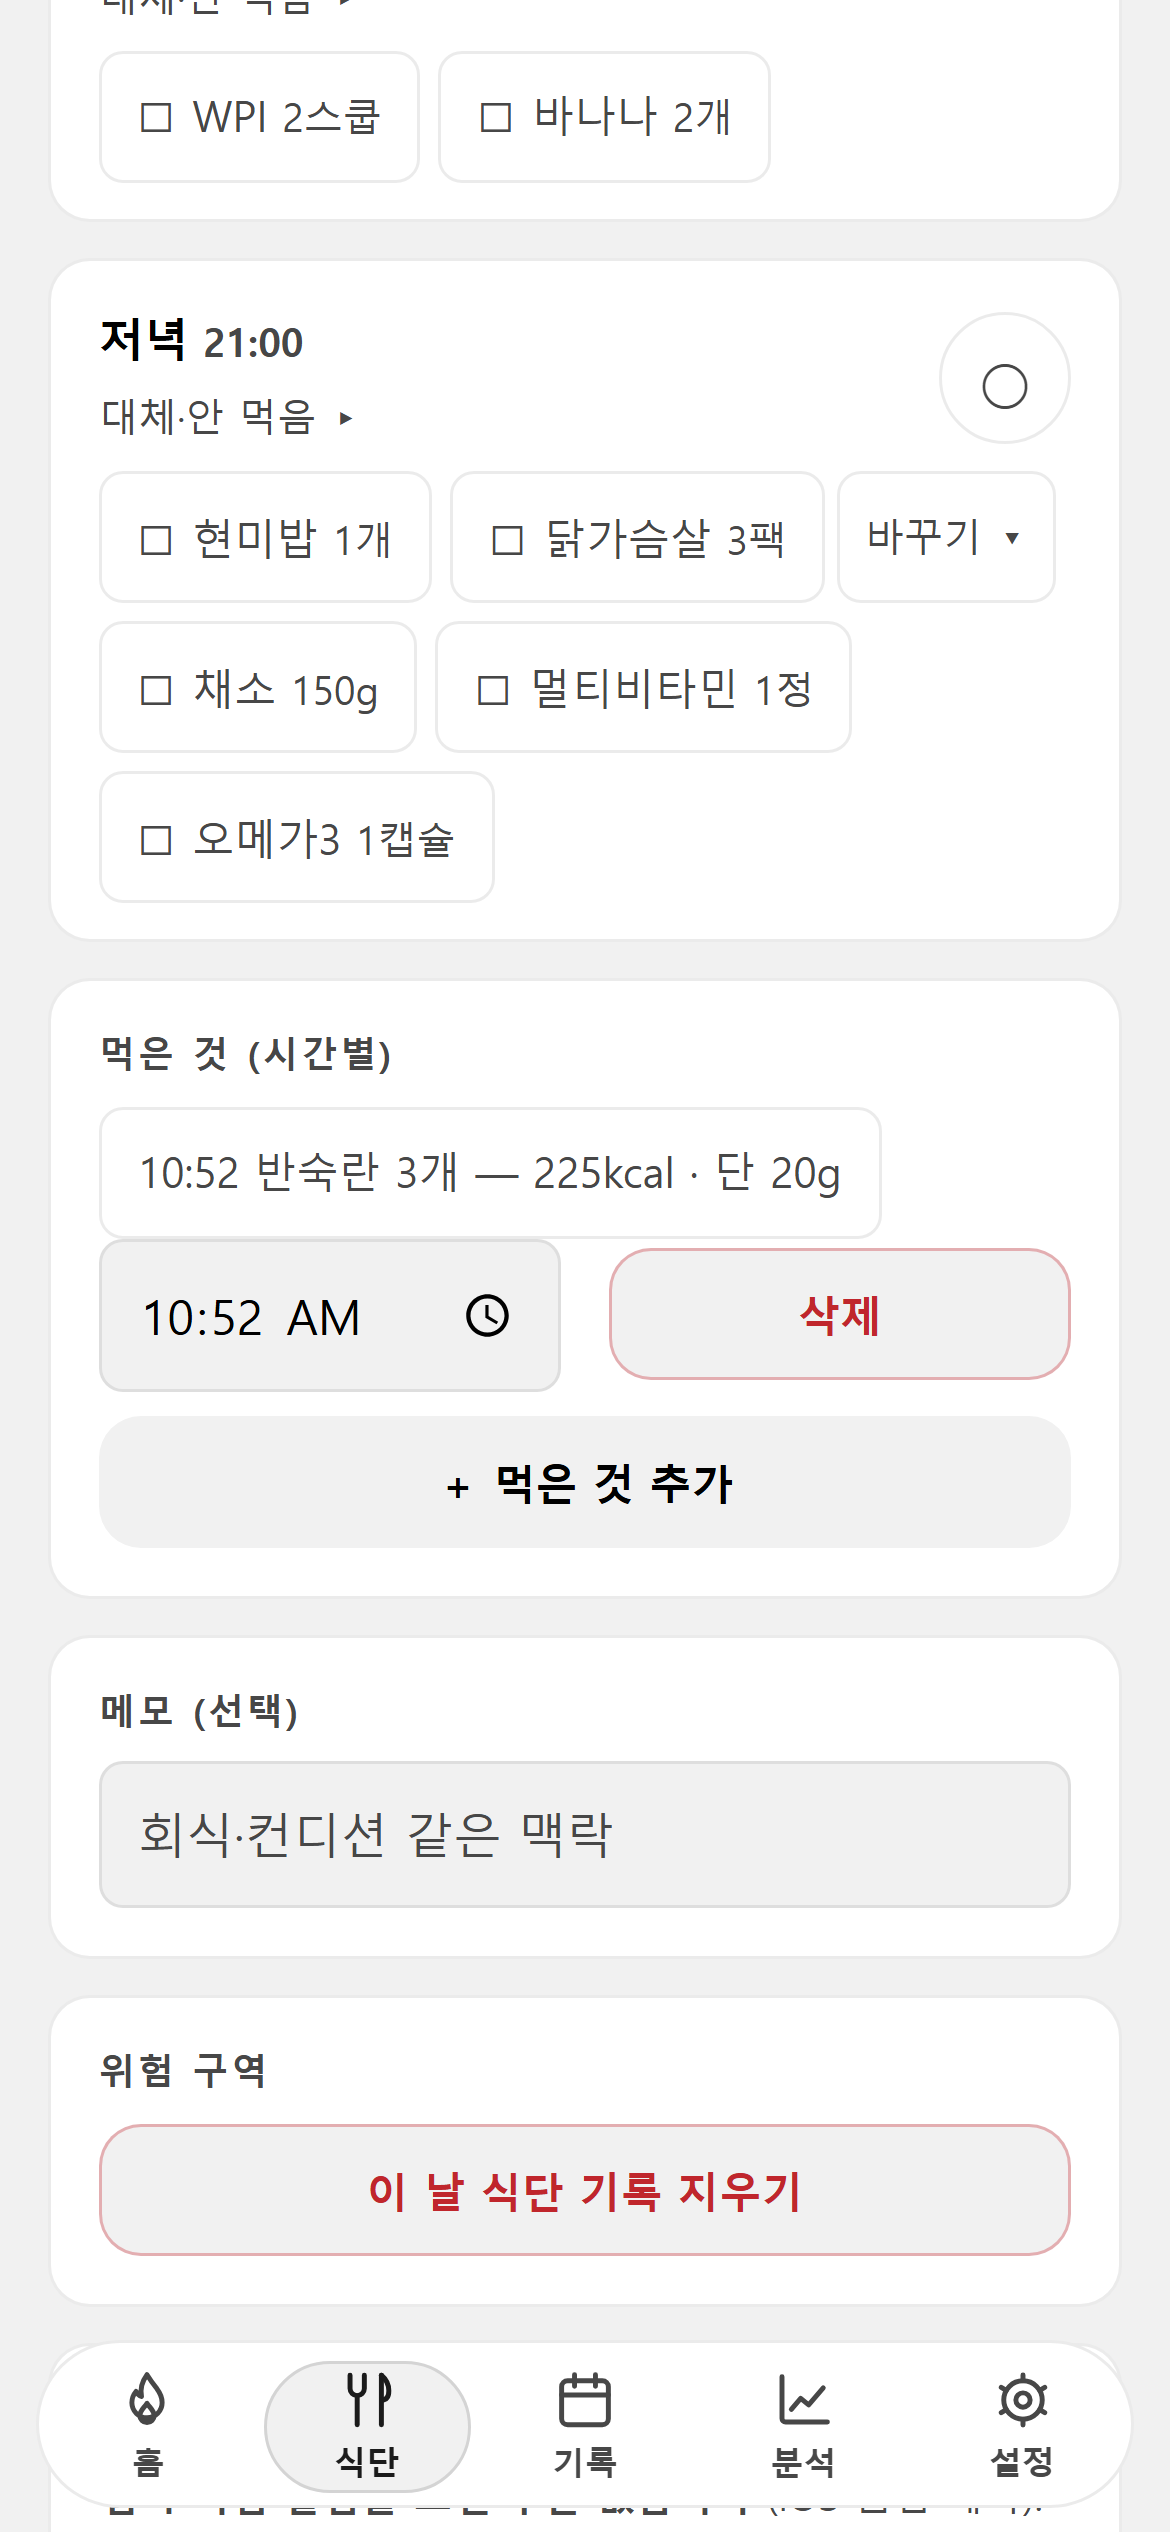 대체·안 먹음 ▸
☐ WPI 2스쿱 ☐ 바나나 2개
저녁 21:00
대체·안 먹음 ▸
☐ 현미밥 1개 ☐ 닭가슴살 3팩 바꾸기 ▾
☐ 채소 150g ☐ 멀티비타민 1정
☐ 오메가3 1캡슐
먹은 것 (시간별)
10:52 반숙란 3개 — 225kcal · 단 20g
10:52 AM 삭제
+ 먹은 것 추가
메모 (선택)
회식·컨디션 같은 맥락
위험 구역
이 날 식단 기록 지우기
홈 식단 기록 분석 설정